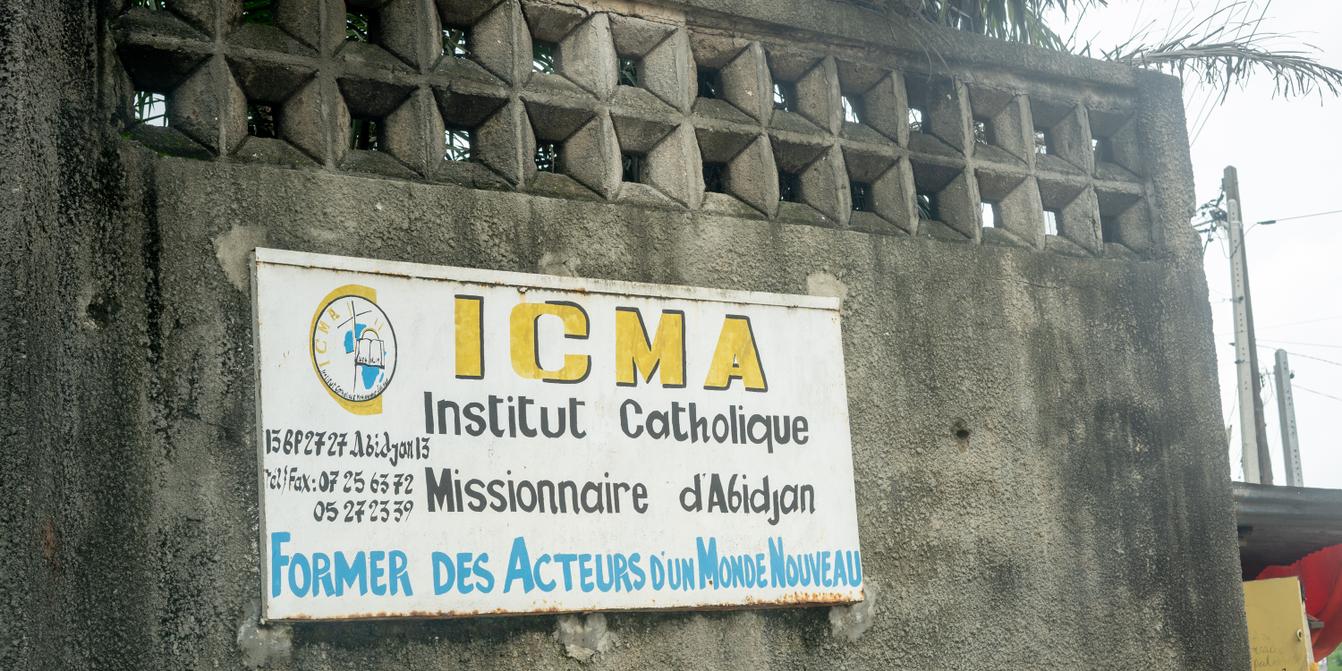 ICMA
ICMA
Institut Catholique
Missionnaire d'Abidjan
13 BP 2727 Abidjan 13
Tel/Fax: 07 25 63 72
05 27 23 39
FORMER DES ACTEURS D'UN MONDE NOUVEAU